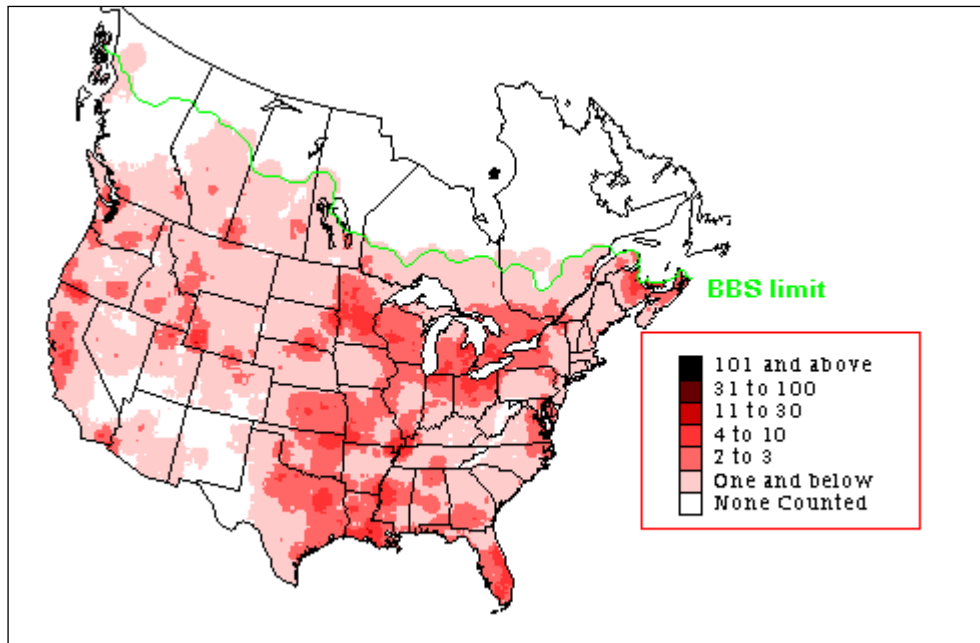 BBS limit
101 and above
31 to 100
11 to 30
4 to 10
2 to 3
One and below
None Counted